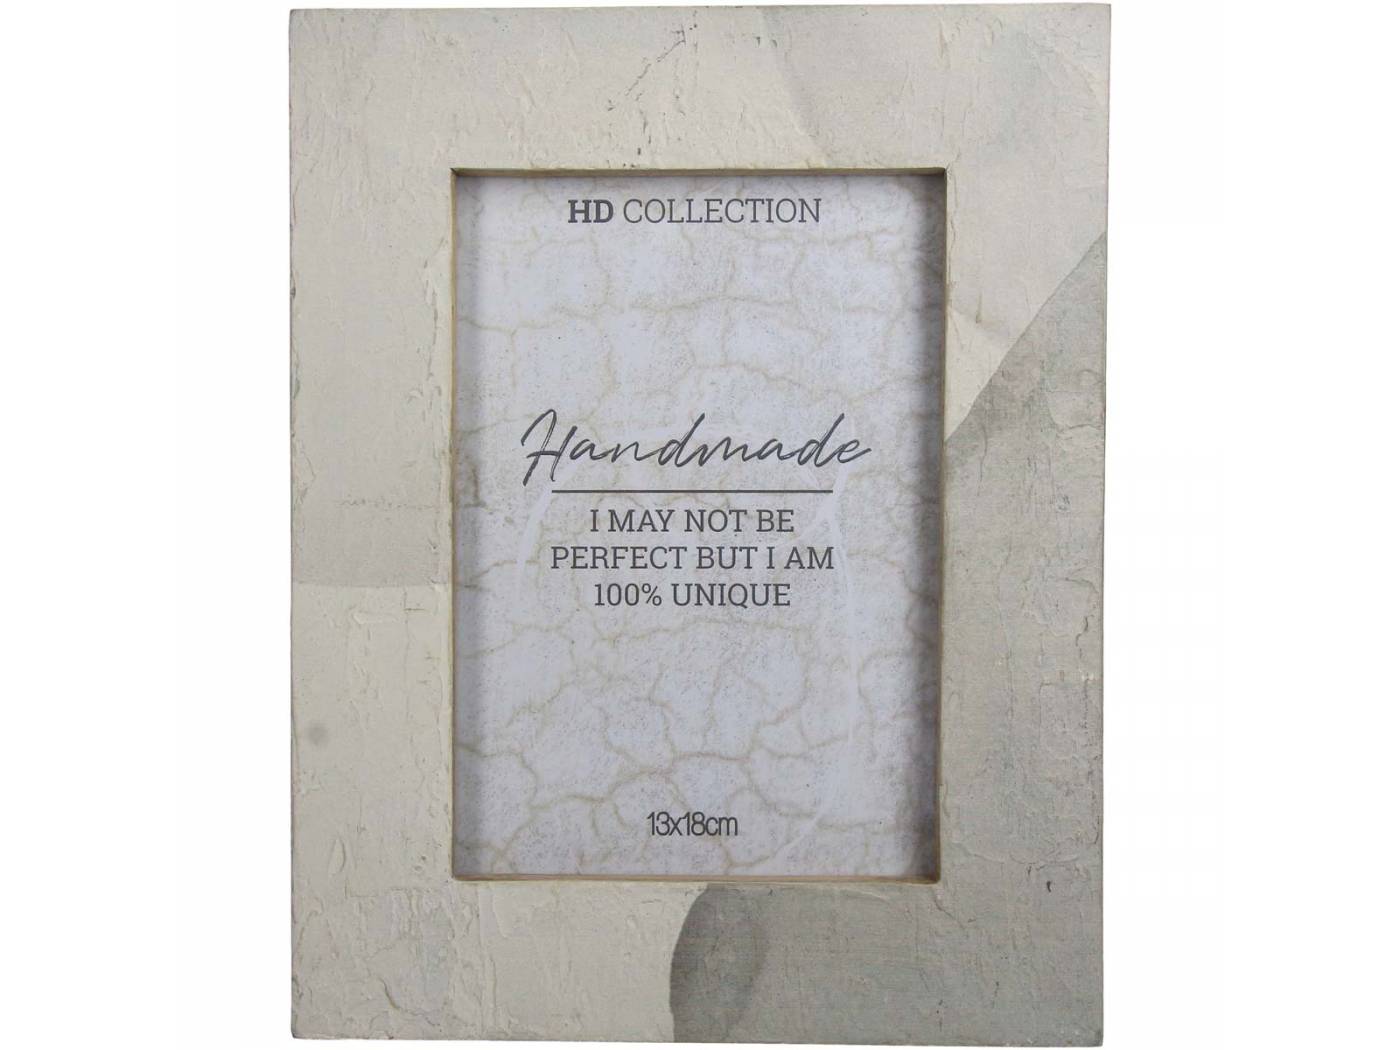 HD COLLECTION
Handmade
I MAY NOT BE
PERFECT BUT I AM
100% UNIQUE
13x18cm